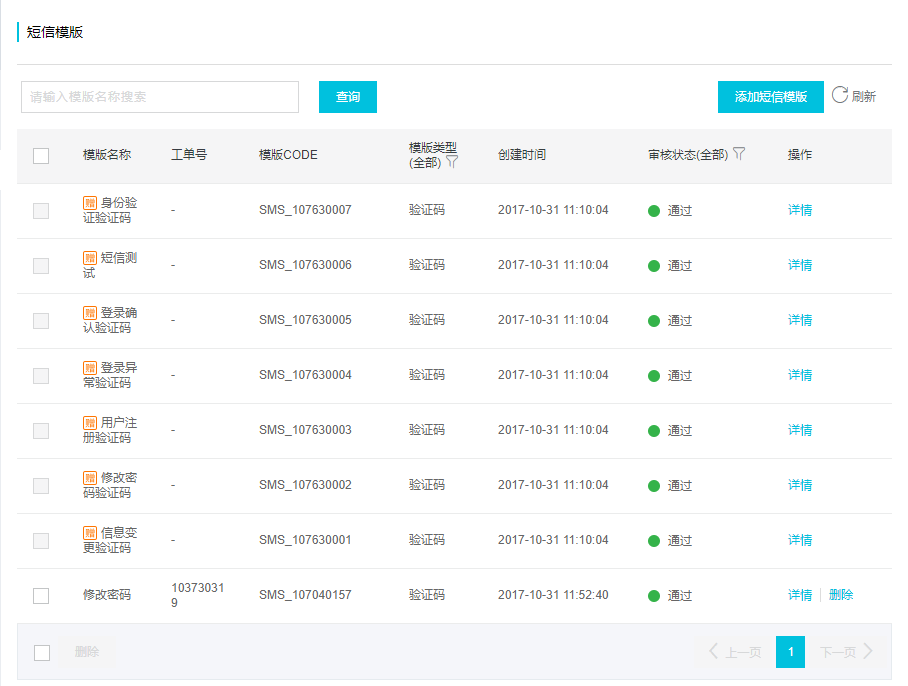 短信模版
请输入模版名称搜索
查询
添加短信模版
刷新
模版名称
工单号
模版CODE
模版类型
(全部)
创建时间
审核状态(全部)
操作
赠 身份验
证验证码
-
SMS_107630007
验证码
2017-10-31 11:10:04
通过
详情
赠 短信测
试
-
SMS_107630006
验证码
2017-10-31 11:10:04
通过
详情
赠 登录确
认验证码
-
SMS_107630005
验证码
2017-10-31 11:10:04
通过
详情
赠 登录异
常验证码
-
SMS_107630004
验证码
2017-10-31 11:10:04
通过
详情
赠 用户注
册验证码
-
SMS_107630003
验证码
2017-10-31 11:10:04
通过
详情
赠 修改密
码验证码
-
SMS_107630002
验证码
2017-10-31 11:10:04
通过
详情
赠 信息变
更验证码
-
SMS_107630001
验证码
2017-10-31 11:10:04
通过
详情
修改密码
10373031
9
SMS_107040157
验证码
2017-10-31 11:52:40
通过
详情
删除
删除
上一页
1
下一页